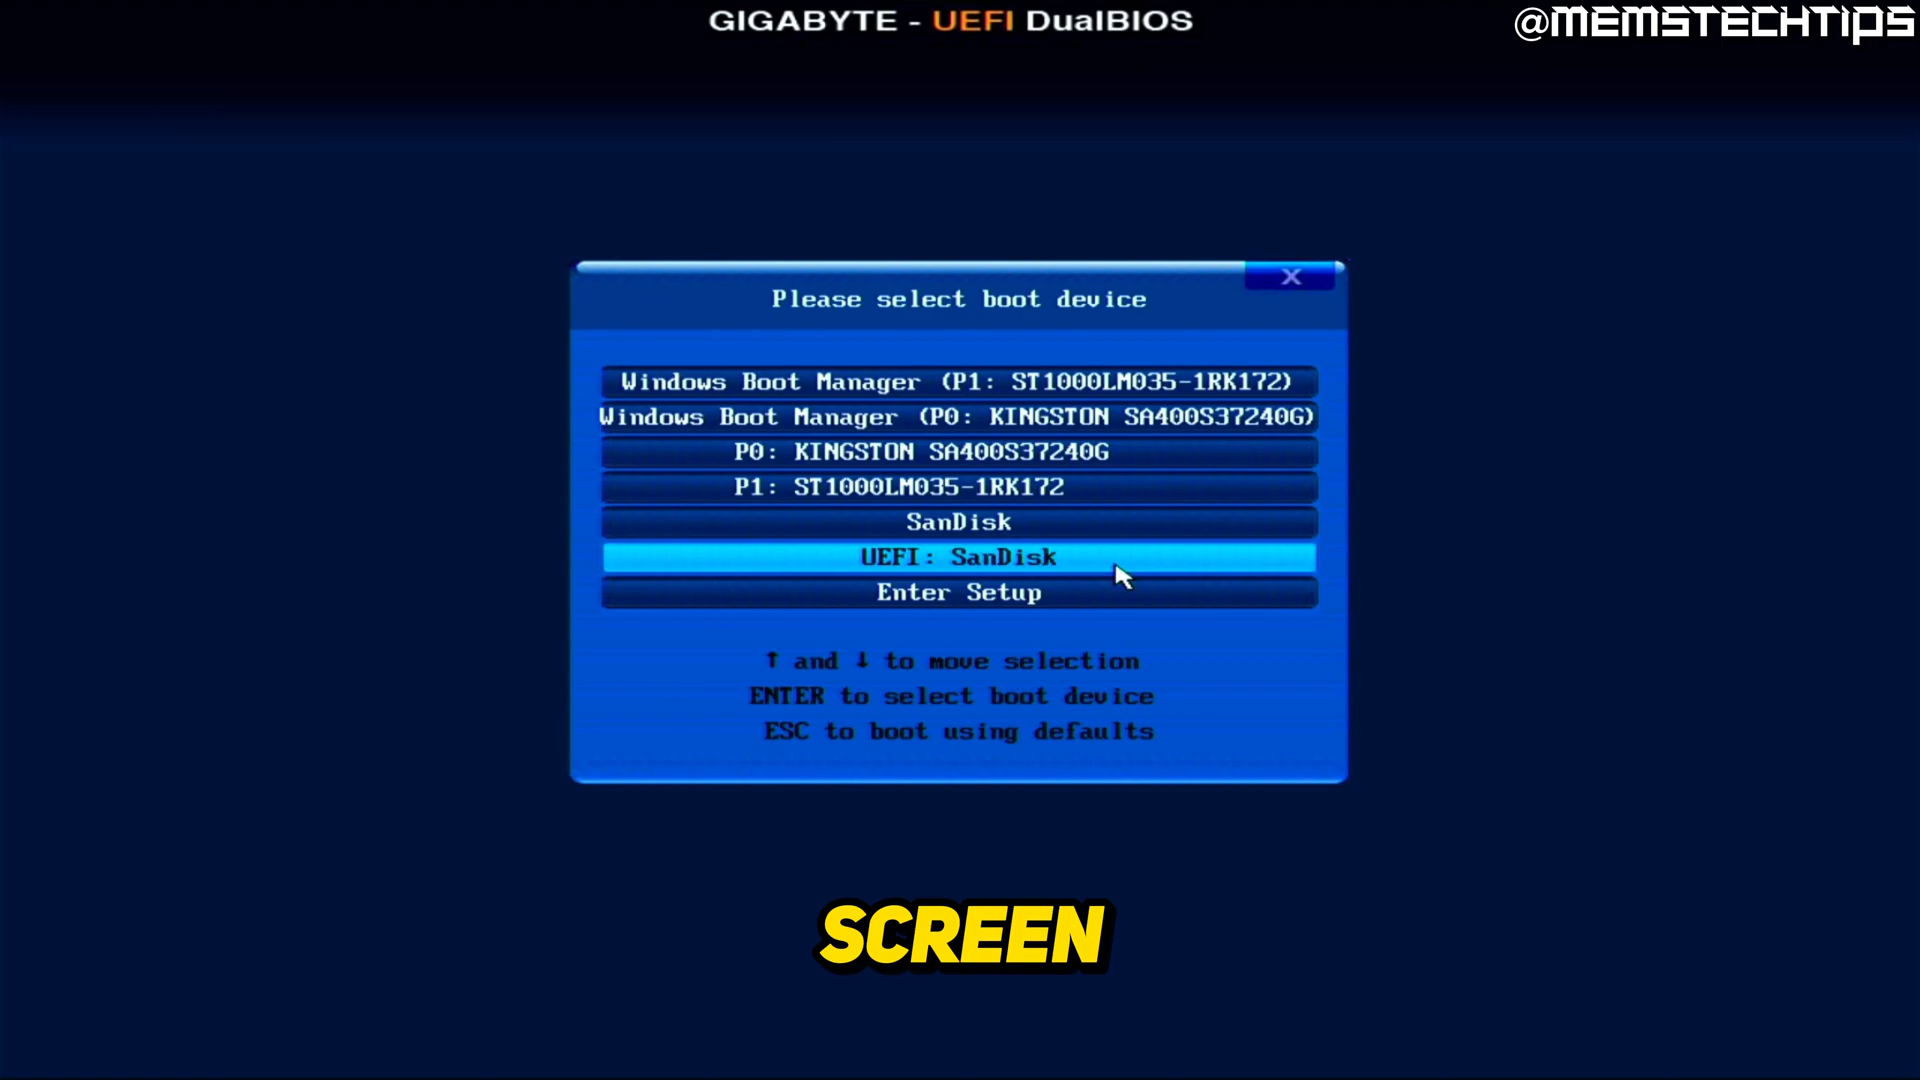 GIGABYTE - UEFI DualBIOS
@MEMSTECHTIPS
X
Please select boot device
Windows Boot Manager (P1: ST1000LM035-1RK172)
Windows Boot Manager (P0: KINGSTON SA400S37240G)
P0: KINGSTON SA400S37240G
P1: ST1000LM035-1RK172
SanDisk
UEFI: SanDisk
Enter Setup
↑ and ↓ to move selection
ENTER to select boot device
ESC to boot using defaults
SCREEN